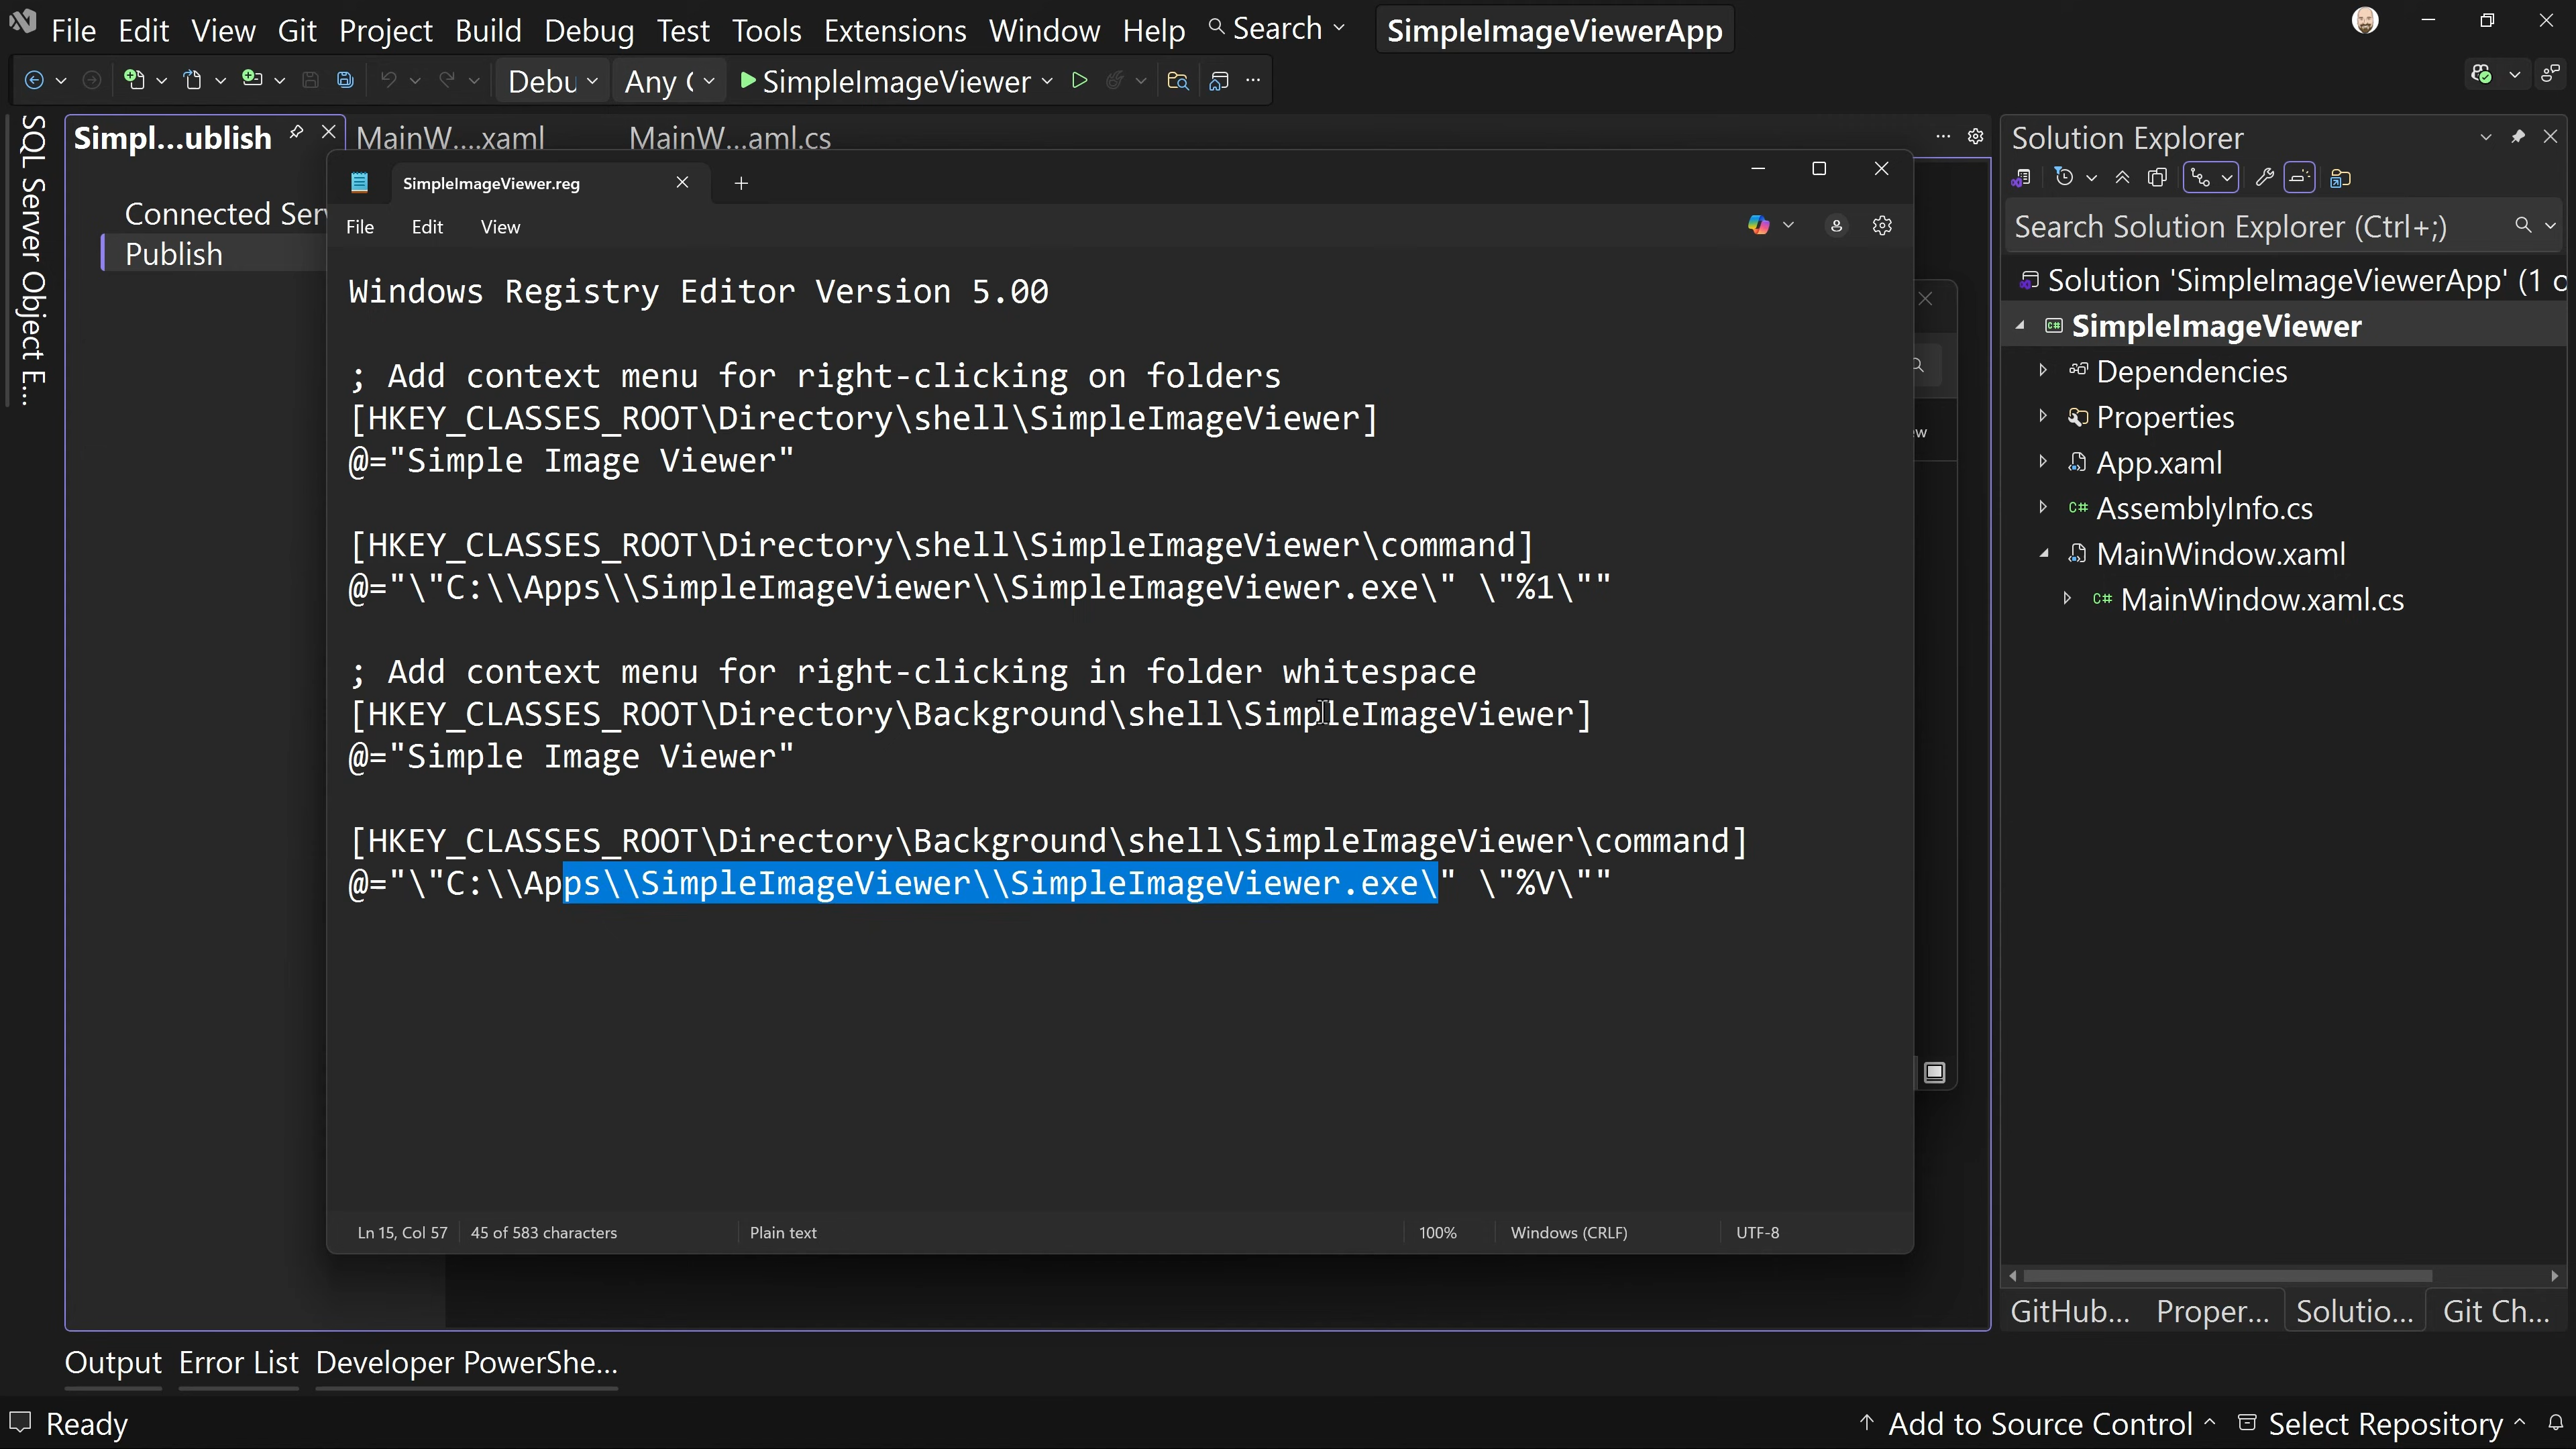 File Edit View Git Project Build Debug Test Tools Extensions Window Help Search SimpleImageViewerApp
Debu Any ( SimpleImageViewer
SQL Server Object E...
Simpl...ublish MainW....xaml MainW...aml.cs
Connected Ser
Publish
SimpleImageViewer.reg
File Edit View
Windows Registry Editor Version 5.00
; Add context menu for right-clicking on folders
[HKEY_CLASSES_ROOT\Directory\shell\SimpleImageViewer]
@="Simple Image Viewer"
[HKEY_CLASSES_ROOT\Directory\shell\SimpleImageViewer\command]
@="\"C:\\Apps\\SimpleImageViewer\\SimpleImageViewer.exe\" \"%1\""
; Add context menu for right-clicking in folder whitespace
[HKEY_CLASSES_ROOT\Directory\Background\shell\SimpleImageViewer]
@="Simple Image Viewer"
[HKEY_CLASSES_ROOT\Directory\Background\shell\SimpleImageViewer\command]
@="\"C:\\Apps\\SimpleImageViewer\\SimpleImageViewer.exe\" \"%V\""
Ln 15, Col 57 45 of 583 characters Plain text 100% Windows (CRLF) UTF-8
ew
Solution Explorer
Search Solution Explorer (Ctrl+;)
Solution 'SimpleImageViewerApp' (1 o
C# SimpleImageViewer
Dependencies
Properties
App.xaml
C# AssemblyInfo.cs
MainWindow.xaml
C# MainWindow.xaml.cs
GitHub... Proper... Solutio... Git Ch...
Output Error List Developer PowerShe...
Ready Add to Source Control Select Repository